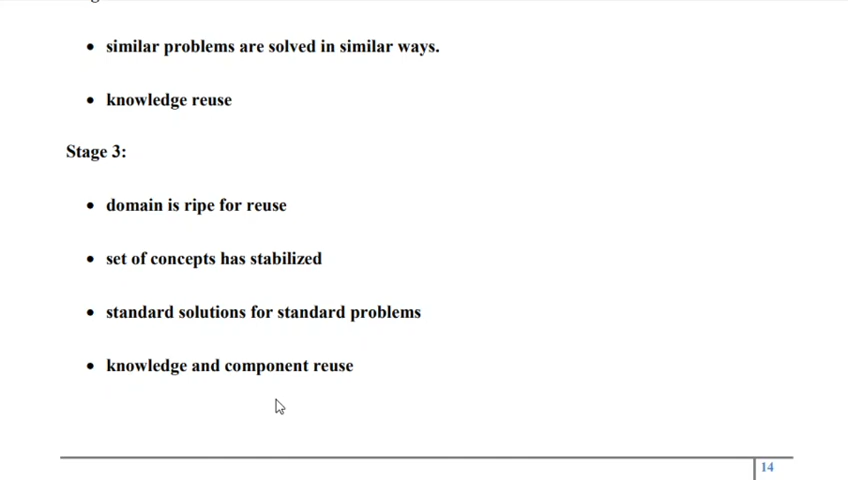 • similar problems are solved in similar ways.
• knowledge reuse
Stage 3:
• domain is ripe for reuse
• set of concepts has stabilized
• standard solutions for standard problems
• knowledge and component reuse
14